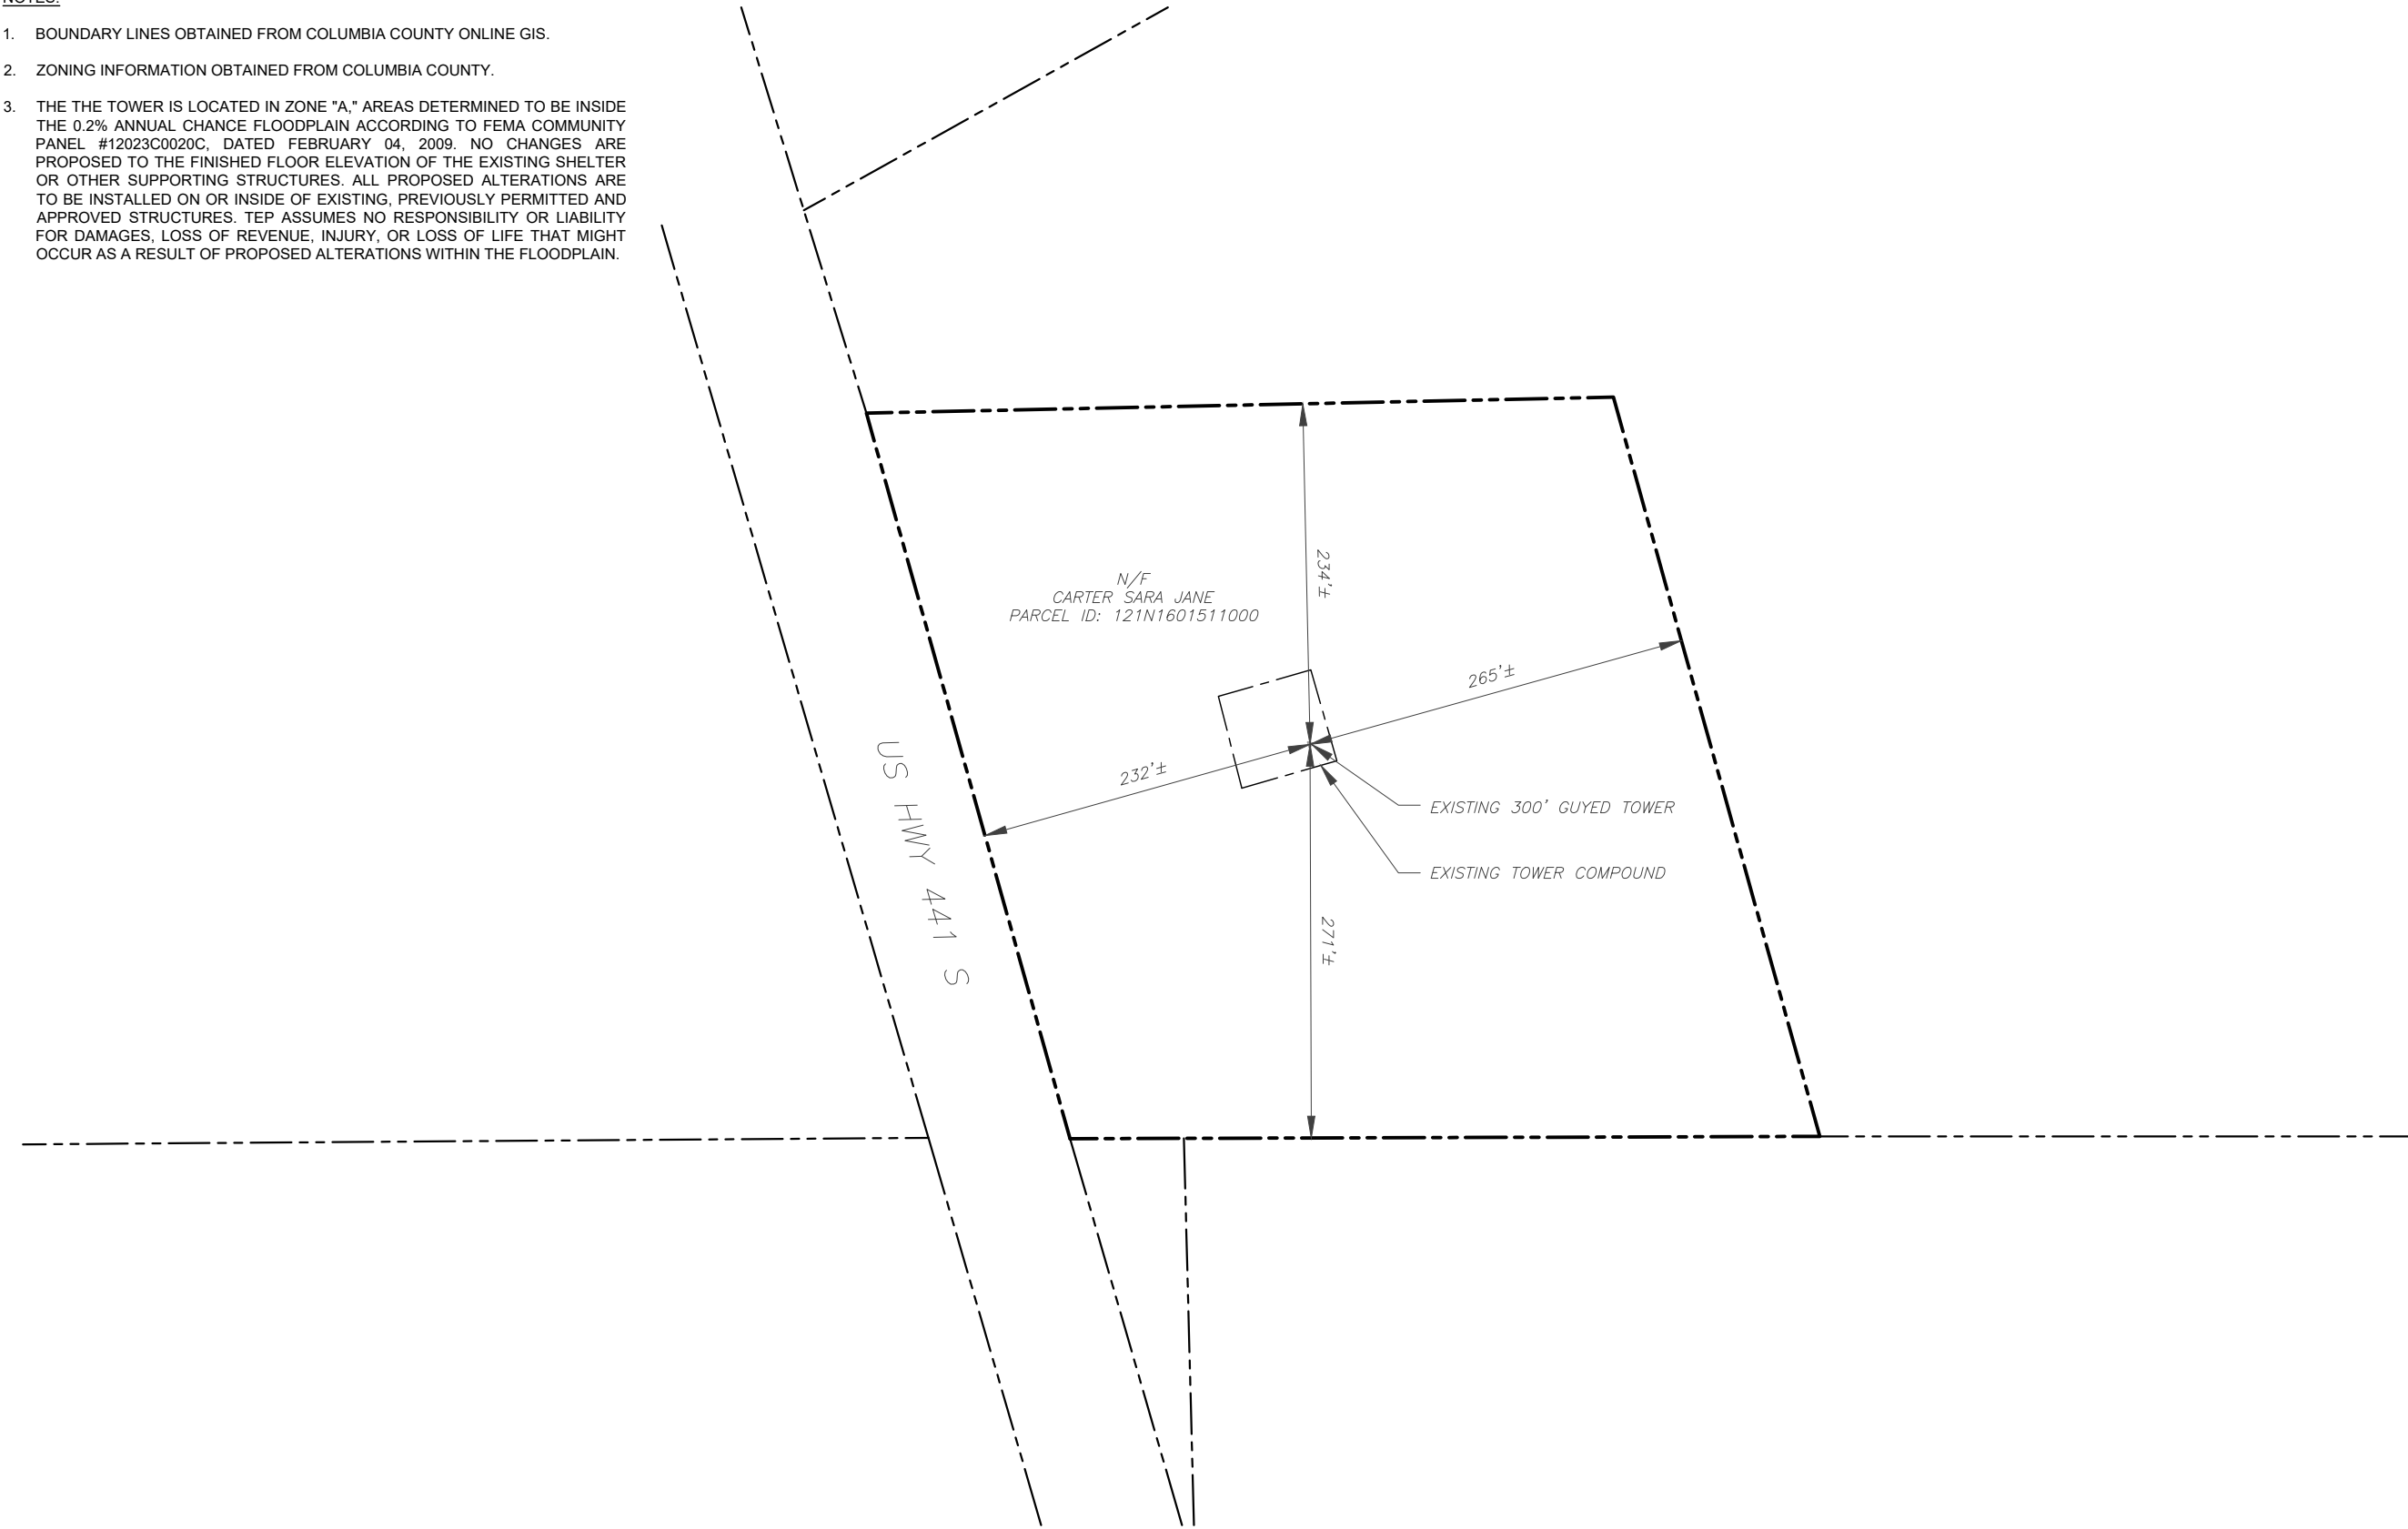 NOTES:
1. BOUNDARY LINES OBTAINED FROM COLUMBIA COUNTY ONLINE GIS.
2. ZONING INFORMATION OBTAINED FROM COLUMBIA COUNTY.
3. THE THE TOWER IS LOCATED IN ZONE "A," AREAS DETERMINED TO BE INSIDE
THE 0.2% ANNUAL CHANCE FLOODPLAIN ACCORDING TO FEMA COMMUNITY
PANEL #12023C0020C, DATED FEBRUARY 04, 2009. NO CHANGES ARE
PROPOSED TO THE FINISHED FLOOR ELEVATION OF THE EXISTING SHELTER
OR OTHER SUPPORTING STRUCTURES. ALL PROPOSED ALTERATIONS ARE
TO BE INSTALLED ON OR INSIDE OF EXISTING, PREVIOUSLY PERMITTED AND
APPROVED STRUCTURES. TEP ASSUMES NO RESPONSIBILITY OR LIABILITY
FOR DAMAGES, LOSS OF REVENUE, INJURY, OR LOSS OF LIFE THAT MIGHT
OCCUR AS A RESULT OF PROPOSED ALTERATIONS WITHIN THE FLOODPLAIN.
N/F
CARTER SARA JANE
PARCEL ID: 121N1601511000
234'±
265'±
232'±
US HWY 441 S
EXISTING 300' GUYED TOWER
EXISTING TOWER COMPOUND
271'±